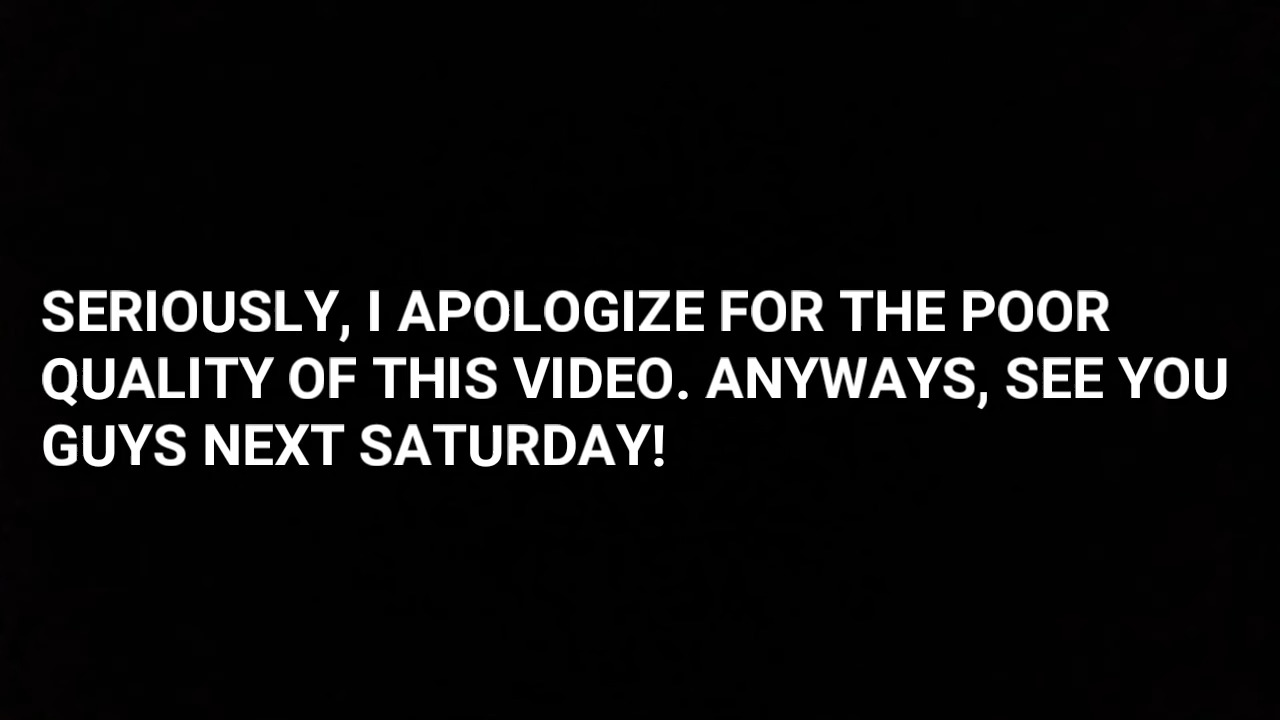 SERIOUSLY, I APOLOGIZE FOR THE POOR
QUALITY OF THIS VIDEO. ANYWAYS, SEE YOU
GUYS NEXT SATURDAY!